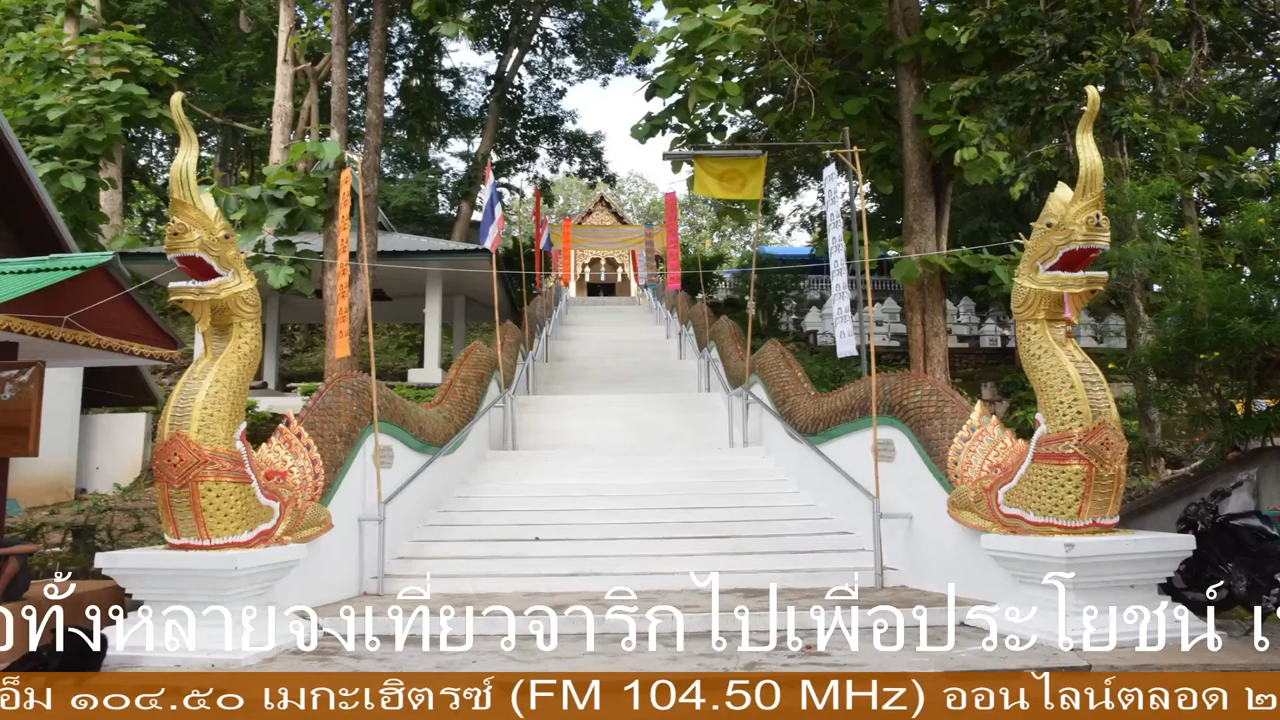 อทั้งหลายจงเที่ยวจาริกไปเพื่อประโยชน์ เ
อ็ม ๑๐๔.๕๐ เมกะเฮิตรซ์ (FM 104.50 MHz) ออนไลน์ตลอด ๒